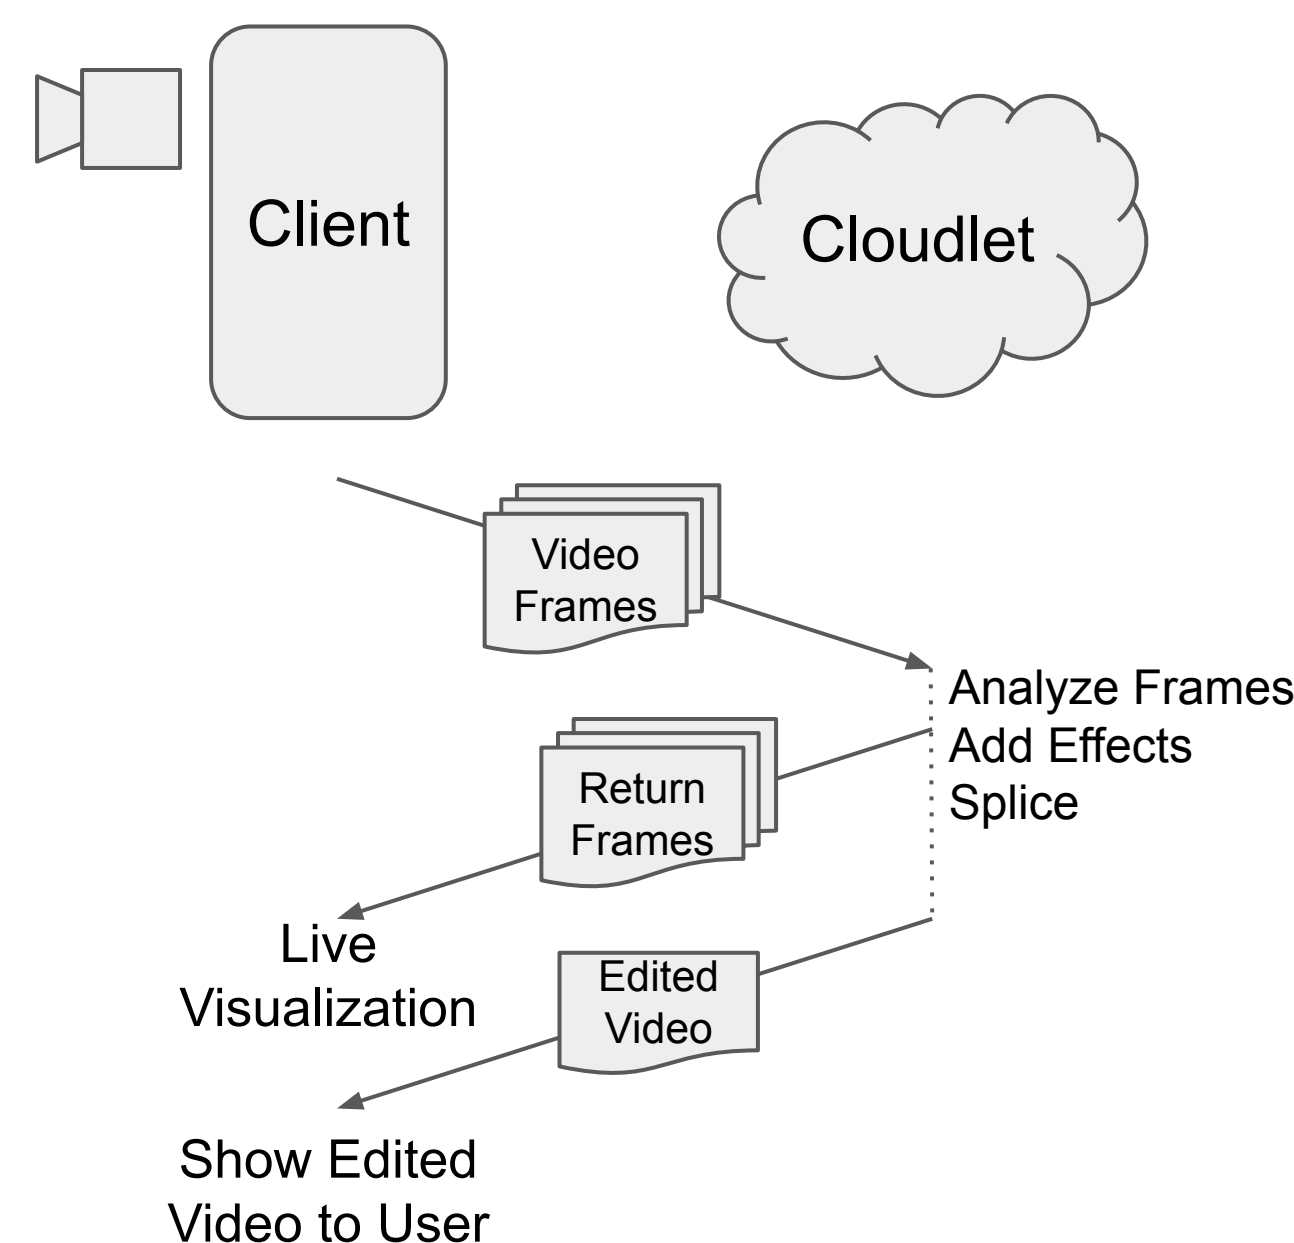 Client
Cloudlet
Video
Frames
Analyze Frames
Add Effects
Splice
Return
Frames
Live
Visualization
Edited
Video
Show Edited
Video to User